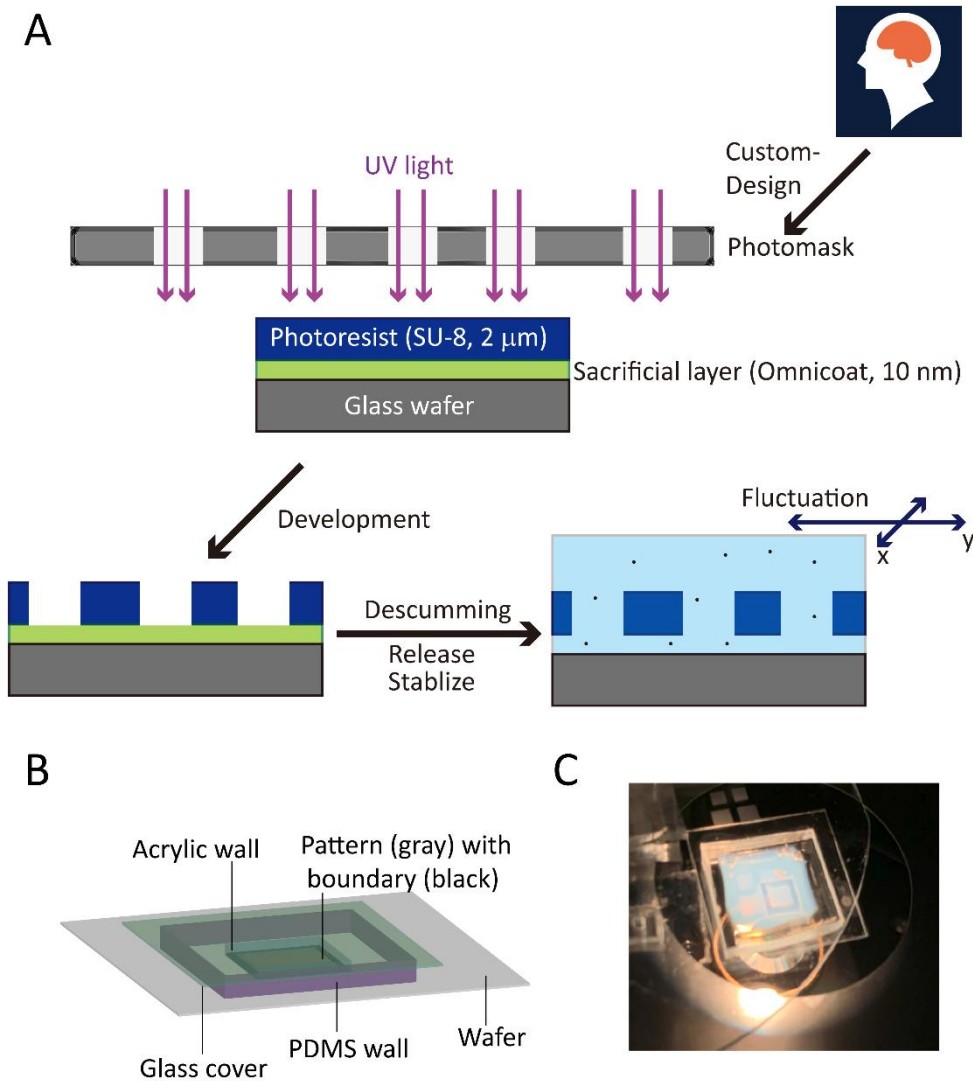 A
UV light
Custom-
Design
Photomask
Photoresist (SU-8, 2 μm)
Sacrificial layer (Omnicoat, 10 nm)
Glass wafer
Development
Fluctuation
x
y
Descumming
Release
Stablize
B
Acrylic wall
Pattern (gray) with
boundary (black)
Glass cover
PDMS wall
Wafer
C